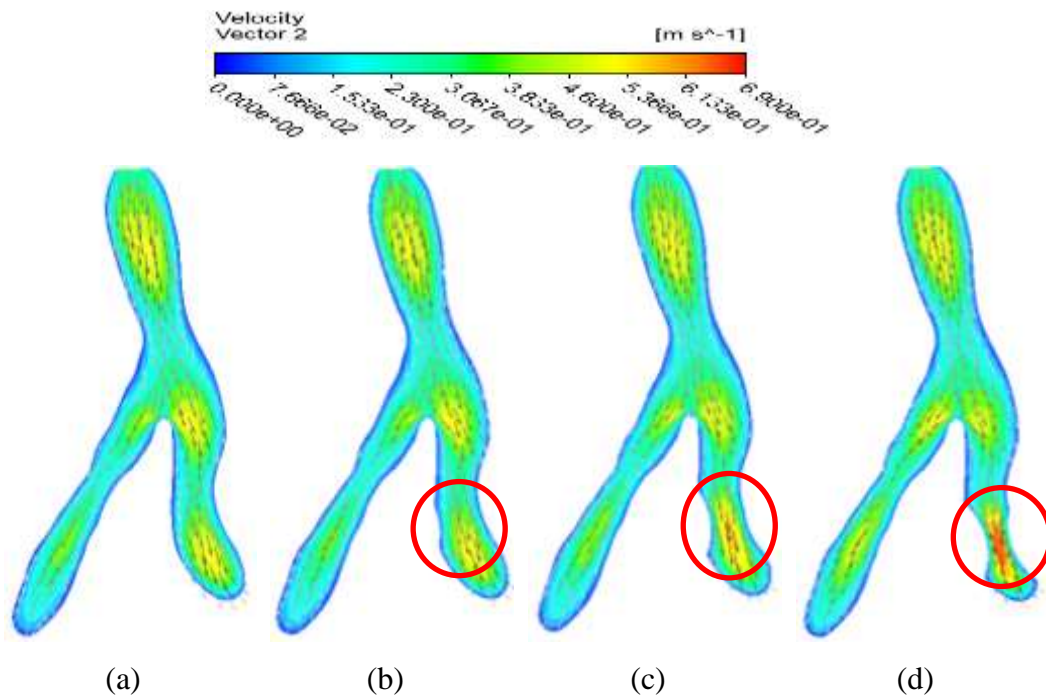 Velocity
Vector 2
[m s^-1]
0.000e+00
7.666e-02
1.533e-01
2.300e-01
3.067e-01
3.833e-01
4.600e-01
5.366e-01
6.133e-01
6.900e-01
(a) (b) (c) (d)